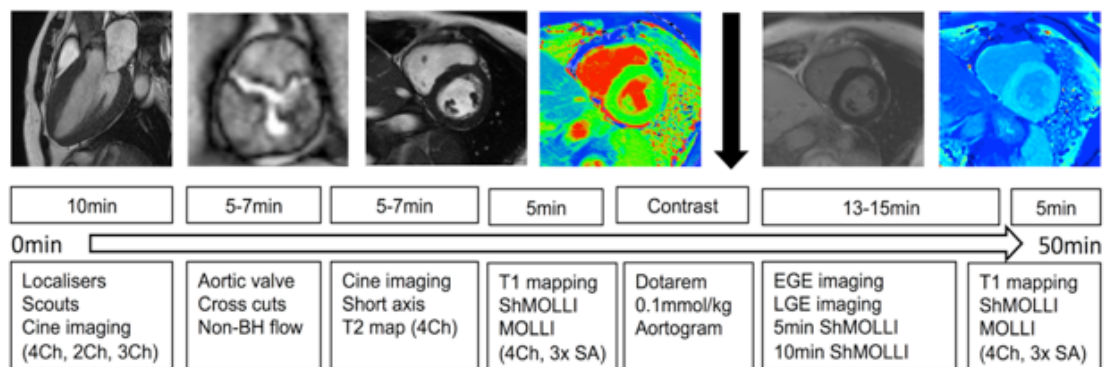 10min
5-7min
5-7min
5min
Contrast
13-15min
5min
0min
50min
Localisers
Scouts
Cine imaging
(4Ch, 2Ch, 3Ch)
Aortic valve
Cross cuts
Non-BH flow
Cine imaging
Short axis
T2 map (4Ch)
T1 mapping
ShMOLLI
MOLLI
(4Ch, 3x SA)
Dotarem
0.1mmol/kg
Aortogram
EGE imaging
LGE imaging
5min ShMOLLI
10min ShMOLLI
T1 mapping
ShMOLLI
MOLLI
(4Ch, 3x SA)